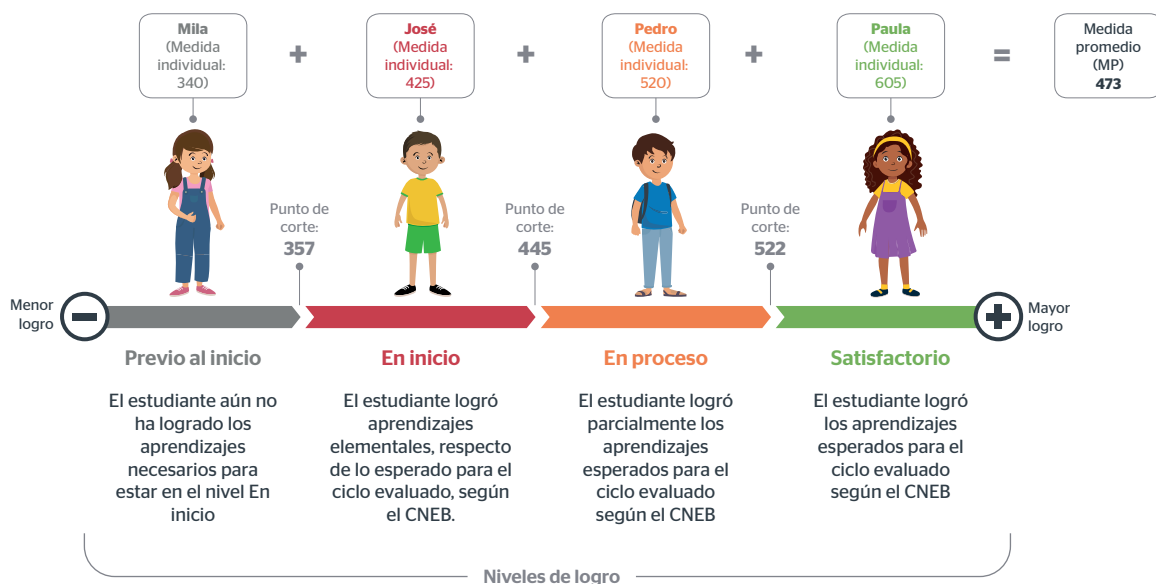 Mila
(Medida
individual:
340)
+
José
(Medida
individual:
425)
+
Pedro
(Medida
individual:
520)
+
Paula
(Medida
individual:
605)
=
Medida
promedio
(MP)
473
Punto de
corte:
357
Punto de
corte:
445
Punto de
corte:
522
Menor
logro
Mayor
logro
Previo al inicio
El estudiante aún no
ha logrado los
aprendizajes
necesarios para
estar en el nivel En
inicio
En inicio
El estudiante logró
aprendizajes
elementales, respecto
de lo esperado para el
ciclo evaluado, según
el CNEB.
En proceso
El estudiante logró
parcialmente los
aprendizajes
esperados para el
ciclo evaluado
según el CNEB
Satisfactorio
El estudiante logró
los aprendizajes
esperados para el
ciclo evaluado
según el CNEB
Niveles de logro